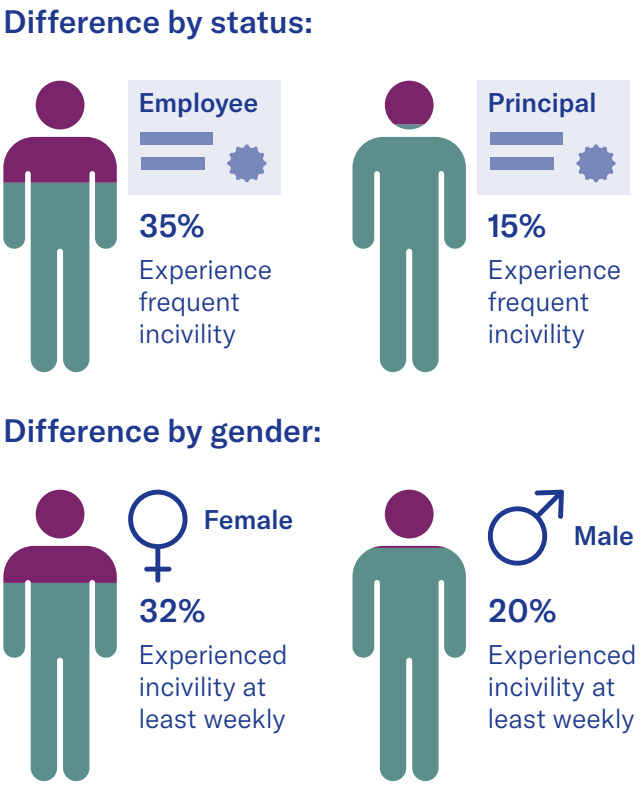 Difference by status:
Employee
35%
Experience
frequent
incivility
Principal
15%
Experience
frequent
incivility
Difference by gender:
Female
32%
Experienced
incivility at
least weekly
Male
20%
Experienced
incivility at
least weekly